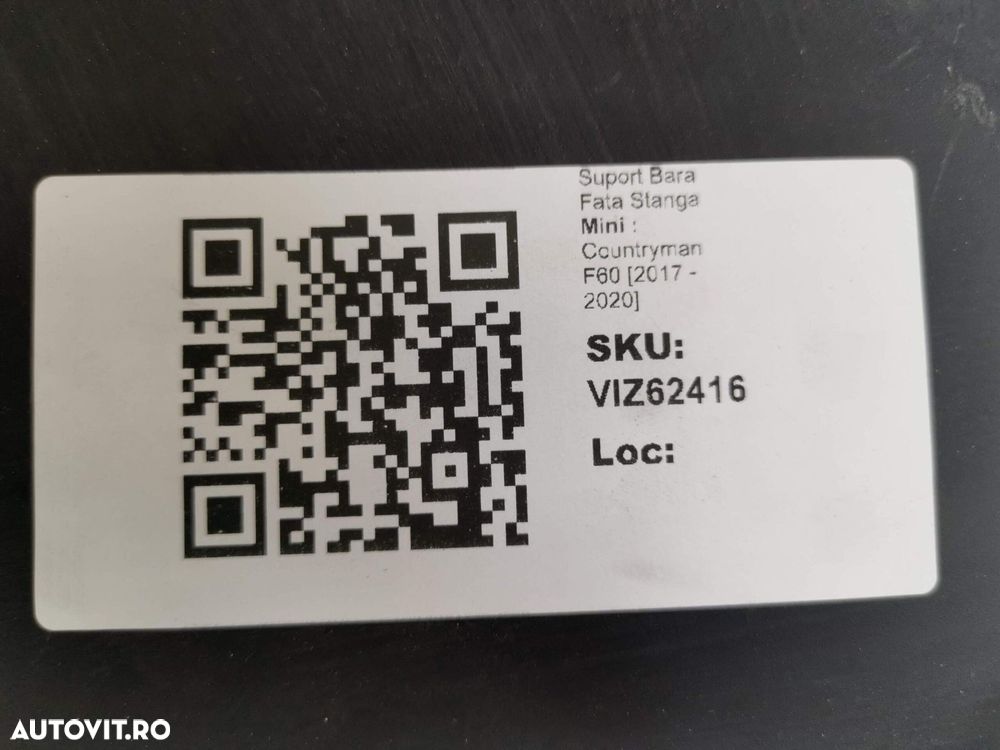 Suport Bara
Fata Stanga
Mini :
Countryman
F60 [2017 -
2020]
SKU:
VIZ62416
Loc:
AUTOVIT.RO